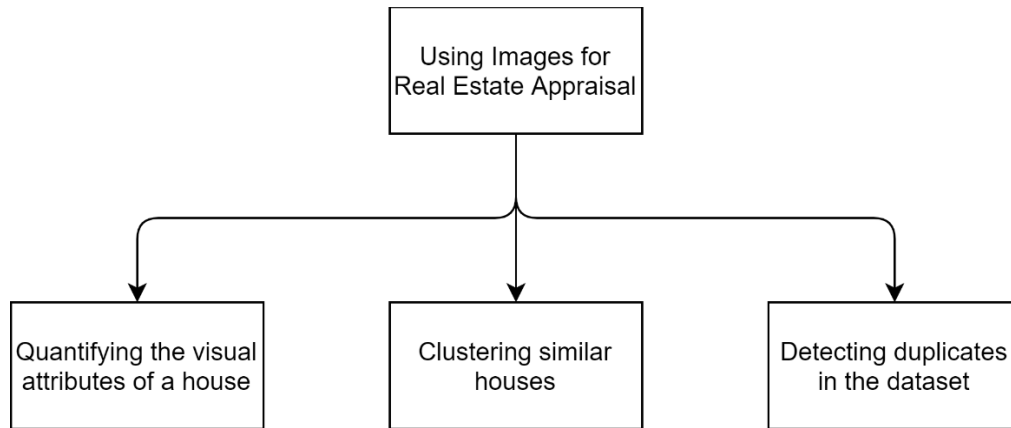 Using Images for
Real Estate Appraisal
Quantifying the visual
attributes of a house
Clustering similar
houses
Detecting duplicates
in the dataset